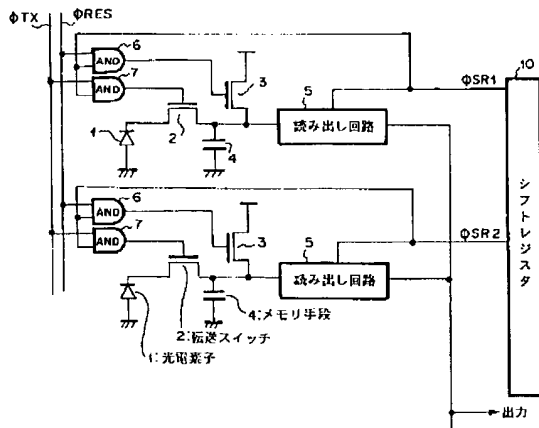 ΦTX ΦRES
6
AND
7
AND
3
1
2
4
5
読み出し回路
ΦSR1
10
シフトレジスタ
6
AND
7
AND
3
5
読み出し回路
ΦSR2
4:メモリ手段
2:転送スイッチ
1:光電素子
出力